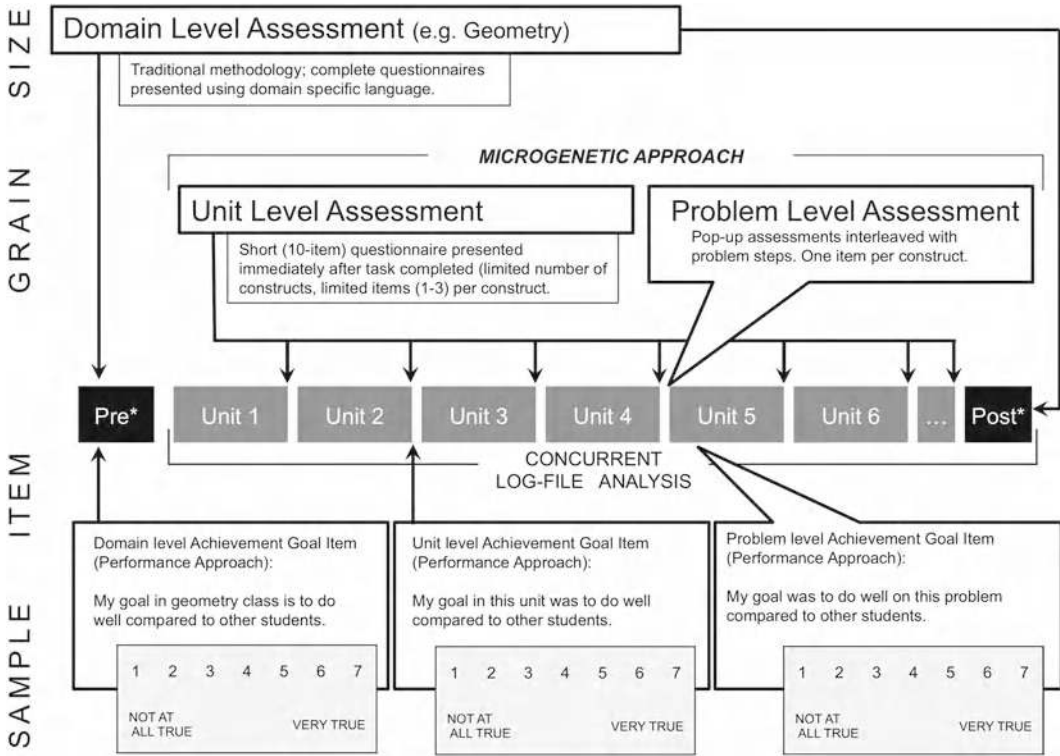 GRAIN SIZE
Domain Level Assessment (e.g. Geometry)
Traditional methodology; complete questionnaires
presented using domain specific language.
MICROGENETIC APPROACH
Unit Level Assessment
Short (10-item) questionnaire presented
immediately after task completed (limited number of
constructs, limited items (1-3) per construct.
Problem Level Assessment
Pop-up assessments interleaved with
problem steps. One item per construct.
Pre*
Unit 1
Unit 2
Unit 3
Unit 4
Unit 5
Unit 6
...
Post*
CONCURRENT
LOG-FILE ANALYSIS
SAMPLE ITEM
Domain level Achievement Goal Item
(Performance Approach):
My goal in geometry class is to do
well compared to other students.
1 2 3 4 5 6 7
NOT AT
ALL TRUE
VERY TRUE
Unit level Achievement Goal Item
(Performance Approach):
My goal in this unit was to do well
compared to other students.
1 2 3 4 5 6 7
NOT AT
ALL TRUE
VERY TRUE
Problem level Achievement Goal Item
(Performance Approach):
My goal was to do well on this problem
compared to other students.
1 2 3 4 5 6 7
NOT AT
ALL TRUE
VERY TRUE